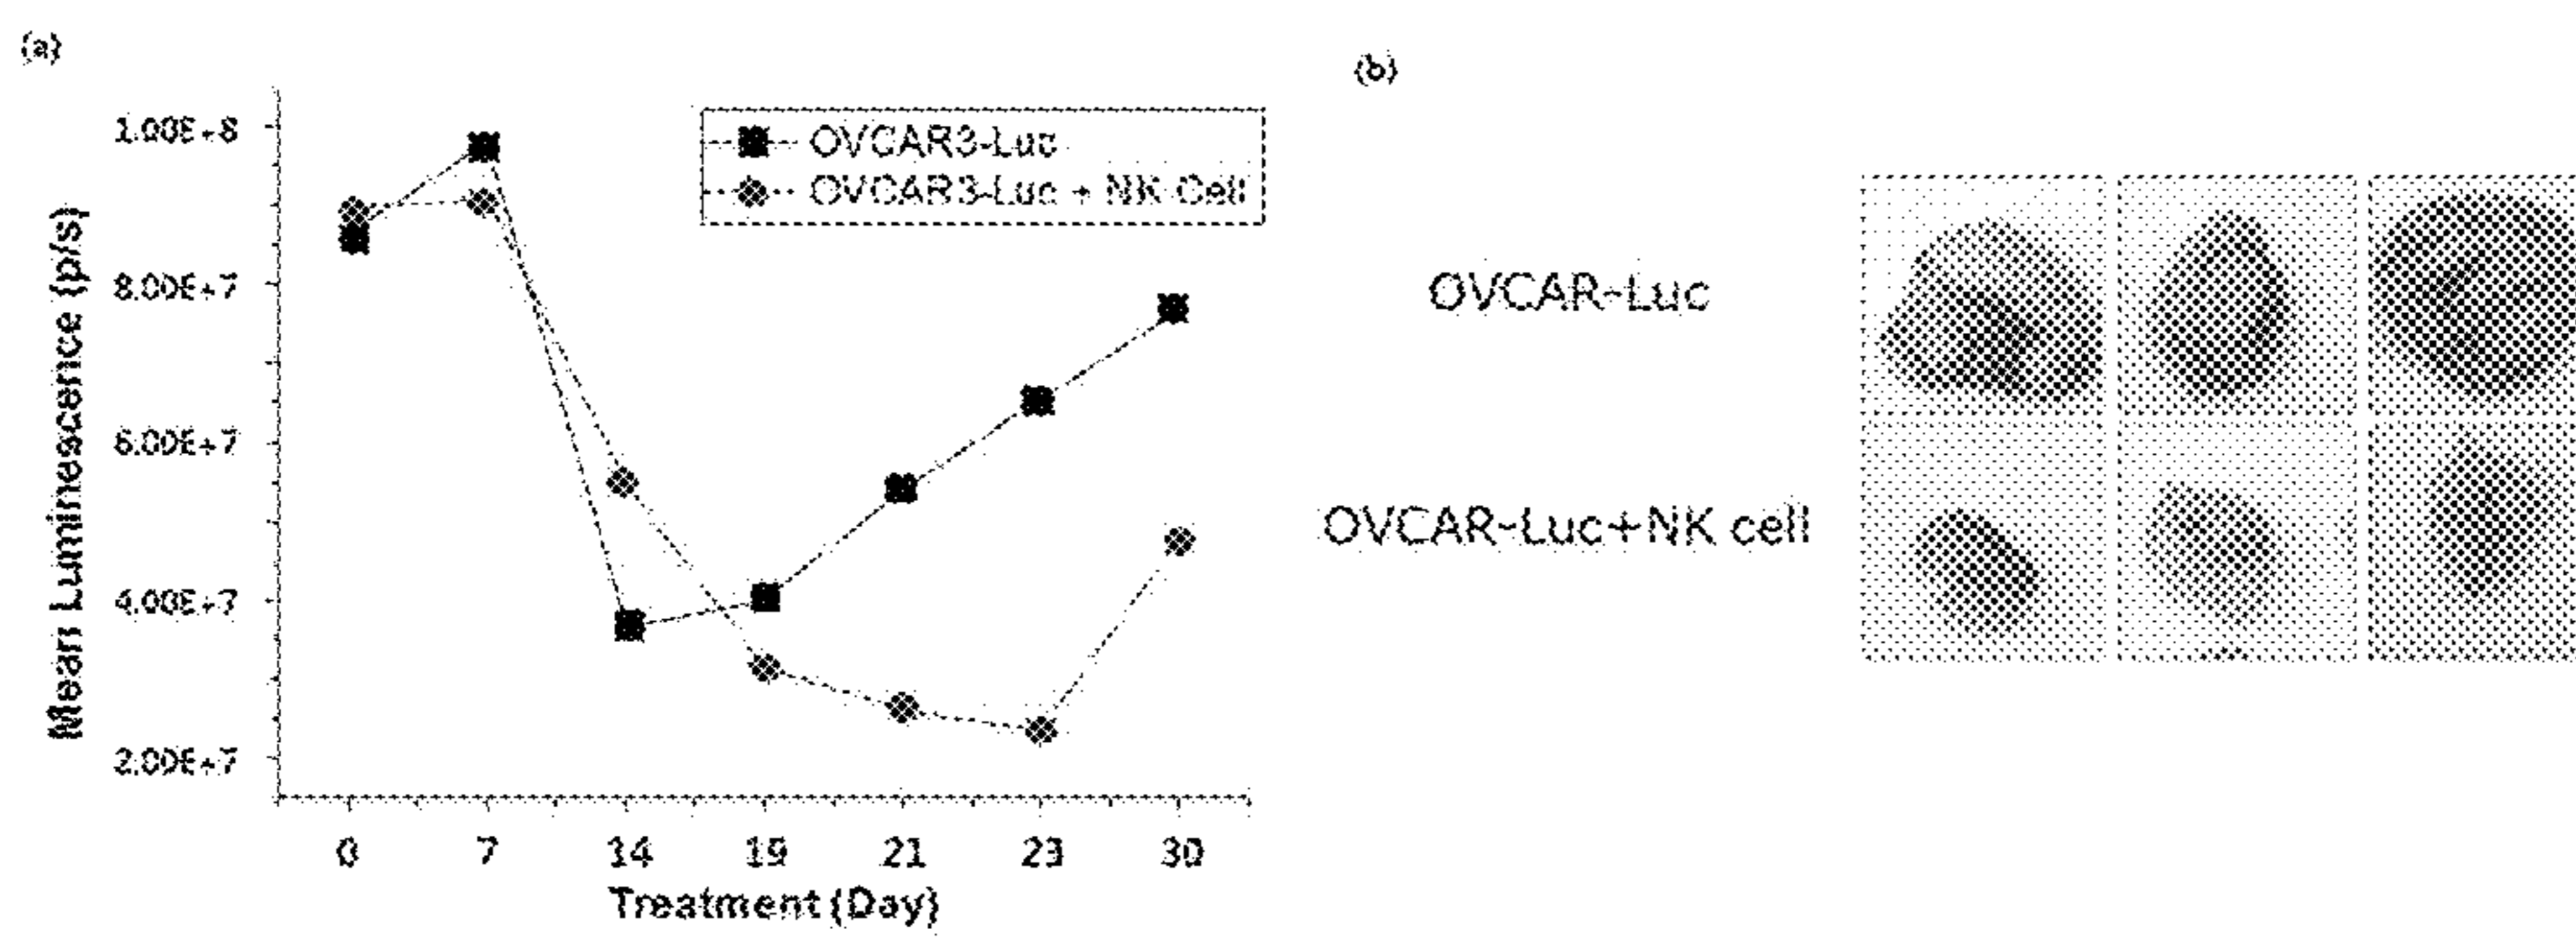 (a)
1.00E+8
8.00E+7
6.00E+7
4.00E+7
2.00E+7
Mean Luminescence (p/s)
OVCAR3-Luc
OVCAR3-Luc + NK Cell
0 7 14 19 21 23 30
Treatment (Day)
(b)
OVCAR-Luc
OVCAR-Luc+NK cell